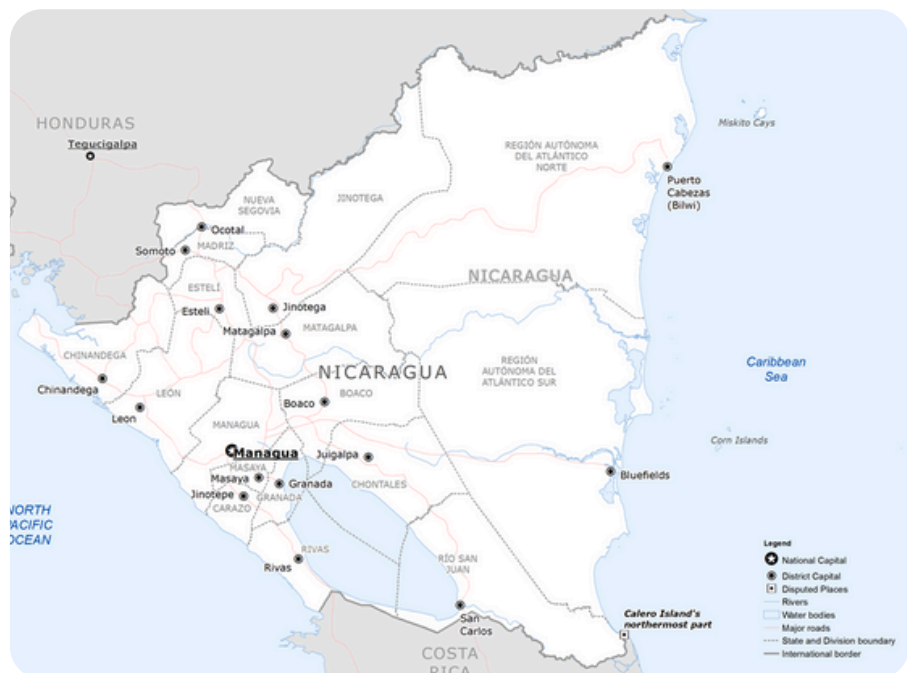 HONDURAS
Tegucigalpa
Miskito Cays
REGIÓN AUTÓNOMA
DEL ATLÁNTICO
NORTE
Puerto
Cabezas
(Bilwi)
NUEVA
SEGOVIA
JINOTEGA
Ocotal
MADRIZ
Somoto
NICARAGUA
ESTELÍ
Esteli
Jinotega
Matagalpa
MATAGALPA
CHINANDEGA
Chinandega
NICARAGUA
REGIÓN
AUTÓNOMA DEL
ATLÁNTICO SUR
Caribbean
Sea
LEÓN
Leon
Boaco
BOACO
MANAGUA
Corn Islands
Managua
Juigalpa
MASAYA
Masaya
Granada
Bluefields
CHONTALES
Jinotepe
GRANADA
CARAZO
NORTH
PACIFIC
OCEAN
RIVAS
Rivas
RÍO SAN
JUAN
San
Carlos
Calero Island's
northermost part
COSTA
RICA
Legend
National Capital
District Capital
Disputed Places
Rivers
Water bodies
Major roads
State and Division boundary
International border